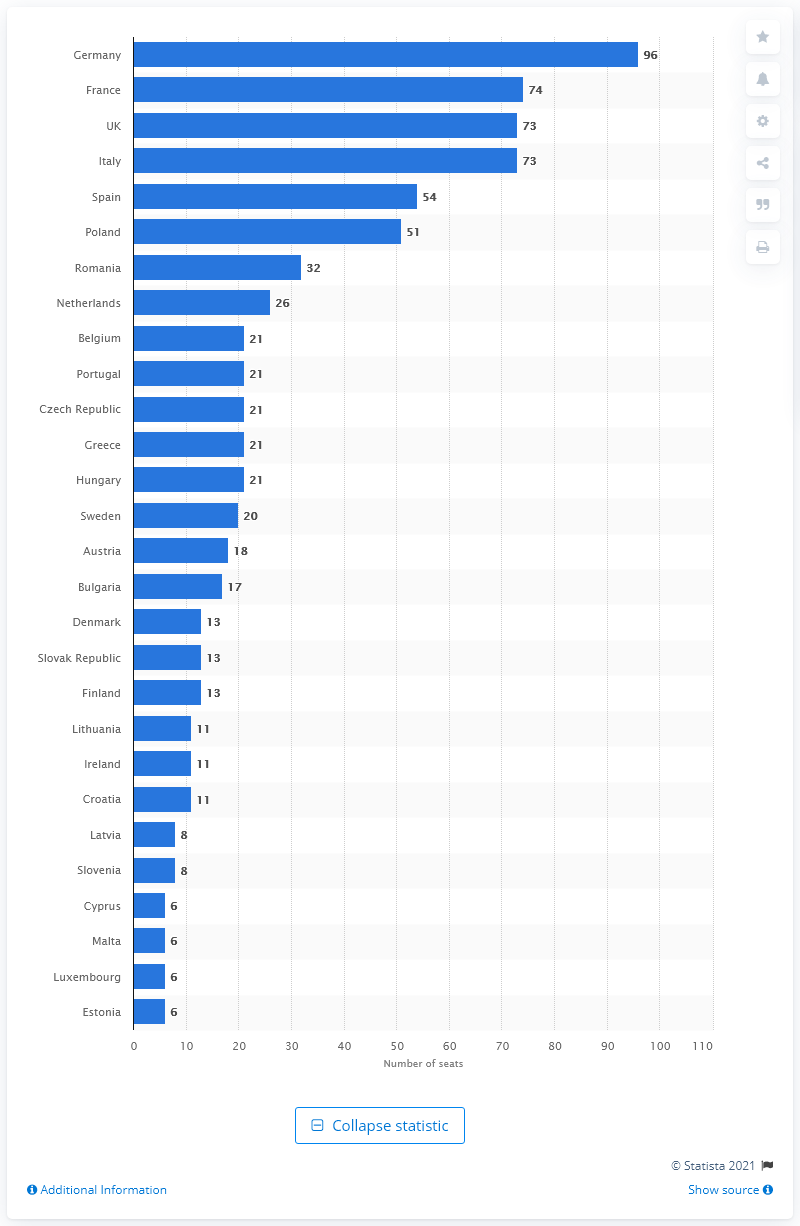 Germany 96
France 74
UK 73
Italy 73
Spain 54
Poland 51
Romania 32
Netherlands 26
Belgium 21
Portugal 21
Czech Republic 21
Greece 21
Hungary 21
Sweden 20
Austria 18
Bulgaria 17
Denmark 13
Slovak Republic 13
Finland 13
Lithuania 11
Ireland 11
Croatia 11
Latvia 8
Slovenia 8
Cyprus 6
Malta 6
Luxembourg 6
Estonia 6
0 10 20 30 40 50 60 70 80 90 100 110
Number of seats
Collapse statistic
© Statista 2021
Additional Information Show source